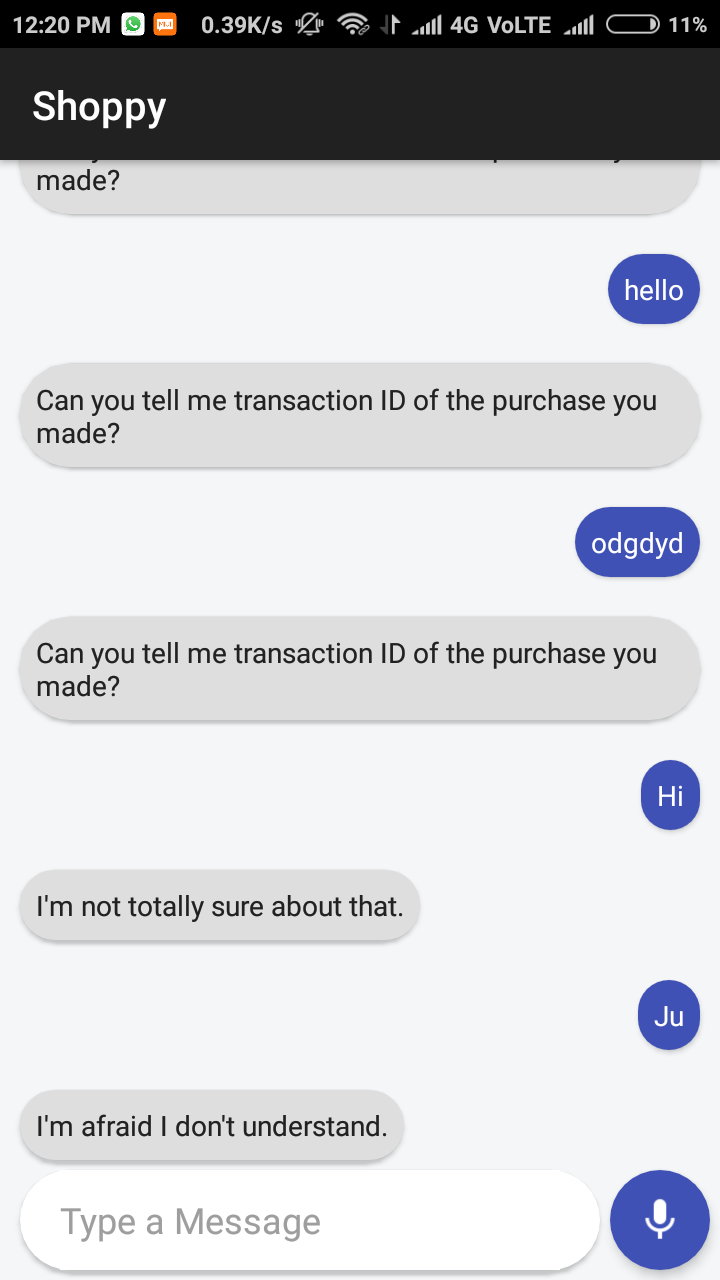 12:20 PM 0.39K/s 4G VoLTE 11%
Shoppy
made?
hello
Can you tell me transaction ID of the purchase you
made?
odgdyd
Can you tell me transaction ID of the purchase you
made?
Hi
I'm not totally sure about that.
Ju
I'm afraid I don't understand.
Type a Message